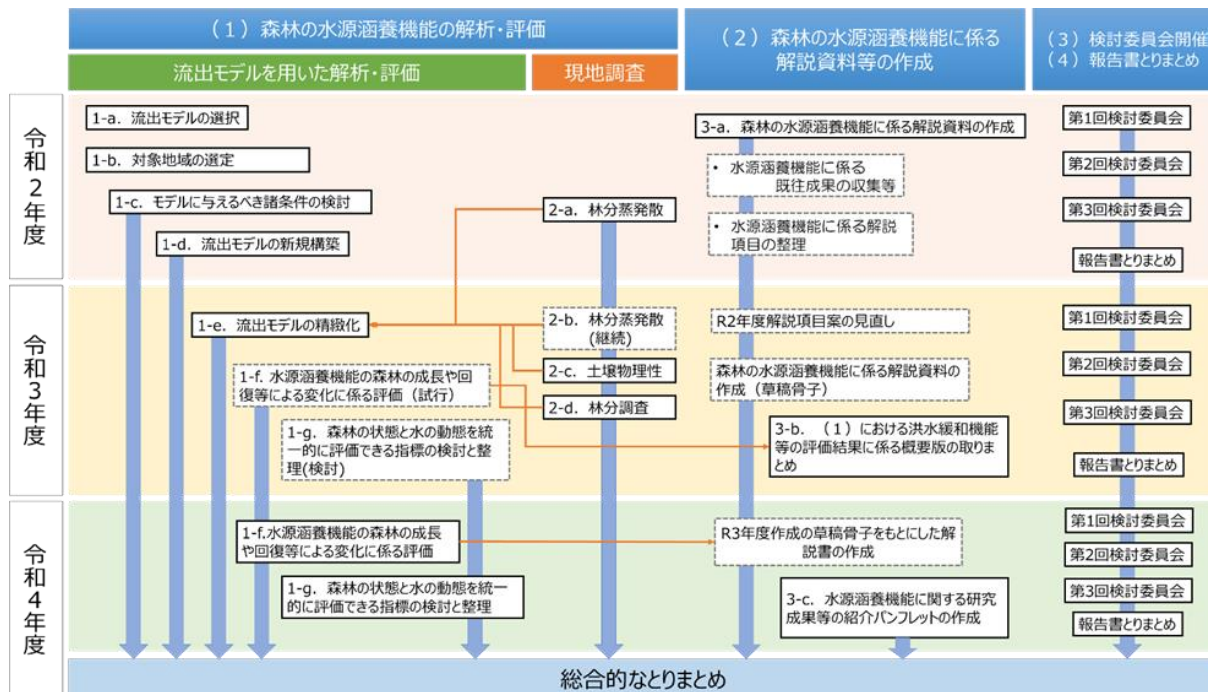 （１）森林の水源涵養機能の解析・評価
流出モデルを用いた解析・評価
現地調査
（２）森林の水源涵養機能に係る
解説資料等の作成
（３）検討委員会開催
（４）報告書とりまとめ
令和２年度
1-a. 流出モデルの選択
1-b. 対象地域の選定
1-c. モデルに与えるべき諸条件の検討
1-d. 流出モデルの新規構築
2-a. 林分蒸発散
3-a. 森林の水源涵養機能に係る解説資料の作成
• 水源涵養機能に係る
既往成果の収集等
• 水源涵養機能に係る解説
項目の整理
第1回検討委員会
第2回検討委員会
第3回検討委員会
報告書とりまとめ
令和３年度
1-e. 流出モデルの精緻化
1-f. 水源涵養機能の森林の成長や回
復等による変化に係る評価（試行）
1-g. 森林の状態と水の動態を統
一的に評価できる指標の検討と整
理(検討)
2-b. 林分蒸発散
(継続)
2-c. 土壌物理性
2-d. 林分調査
R2年度解説項目案の見直し
森林の水源涵養機能に係る解説資料の
作成（草稿骨子）
3-b. （１）における洪水緩和機能
等の評価結果に係る概要版の取りま
とめ
第1回検討委員会
第2回検討委員会
第3回検討委員会
報告書とりまとめ
令和４年度
1-f.水源涵養機能の森林の成長
や回復等による変化に係る評価
1-g. 森林の状態と水の動態を統一
的に評価できる指標の検討と整理
R3年度作成の草稿骨子をもとにした解
説書の作成
3-c. 水源涵養機能に関する研究
成果等の紹介パンフレットの作成
第1回検討委員会
第2回検討委員会
第3回検討委員会
報告書とりまとめ
総合的なとりまとめ